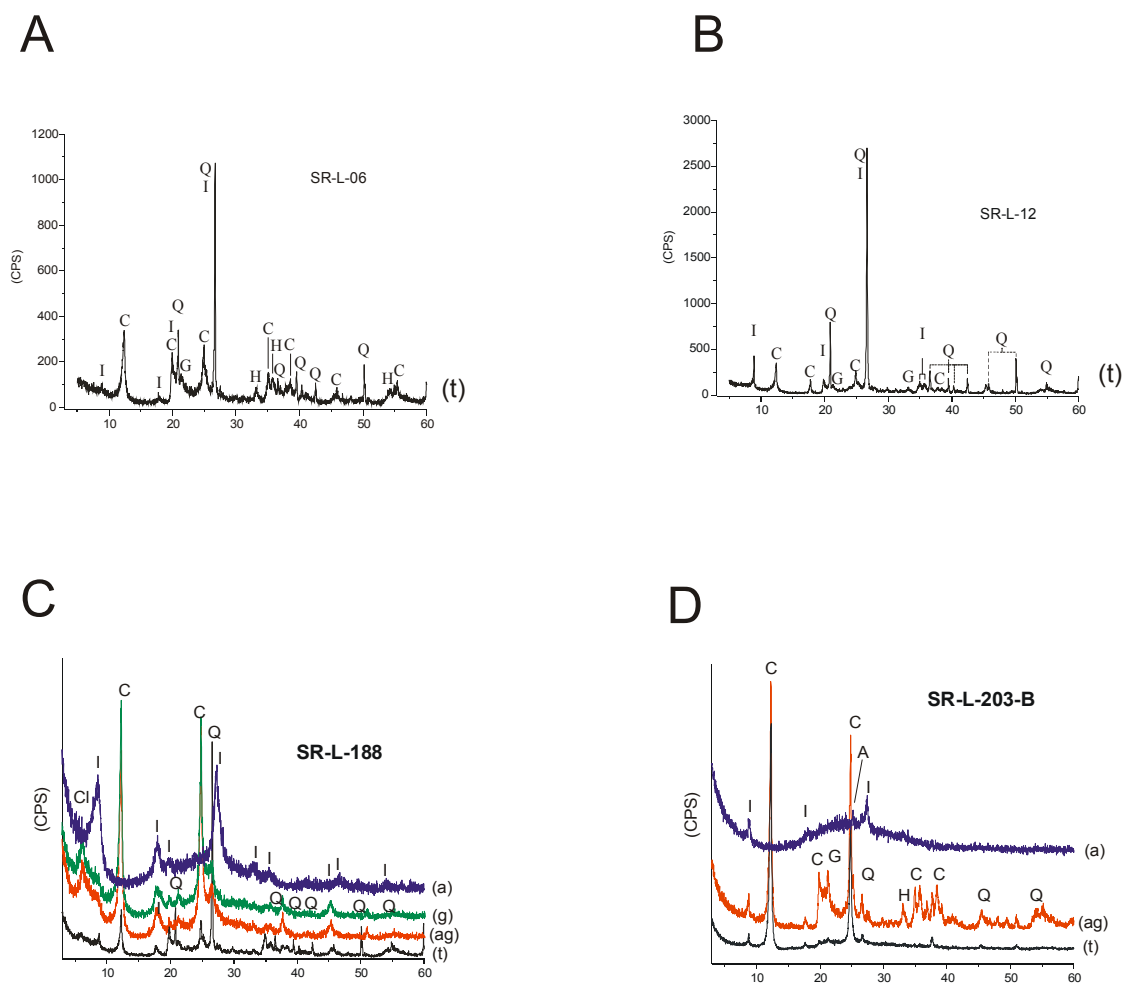 A
B
SR-L-06
1200
1000
800
600
400
200
0
(CPS)
Q
I
C
I
I
I
C
Q
G
C
H
C
H
C
Q
Q
Q
C
Q
H
C
(t)
10
20
30
40
50
60
SR-L-12
3000
2500
2000
1500
1000
500
0
(CPS)
Q
I
I
C
C
I
Q
G
C
G
I
C
Q
Q
Q
(t)
10
20
30
40
50
60
C
D
SR-L-188
(CPS)
C
C
Q
I
I
Cl
I
I
I
I
I
I
I
Q
Q
Q
Q
Q
Q
(a)
(g)
(ag)
(t)
10
20
30
40
50
60
SR-L-203-B
(CPS)
C
C
A
I
I
I
C
G
Q
H
C
C
Q
Q
(a)
(ag)
(t)
10
20
30
40
50
60